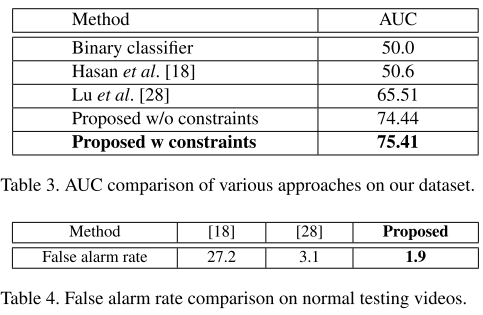 Method AUC
Binary classifier 50.0
Hasan et al. [18] 50.6
Lu et al. [28] 65.51
Proposed w/o constraints 74.44
Proposed w constraints 75.41
Table 3. AUC comparison of various approaches on our dataset.
Method [18] [28] Proposed
False alarm rate 27.2 3.1 1.9
Table 4. False alarm rate comparison on normal testing videos.